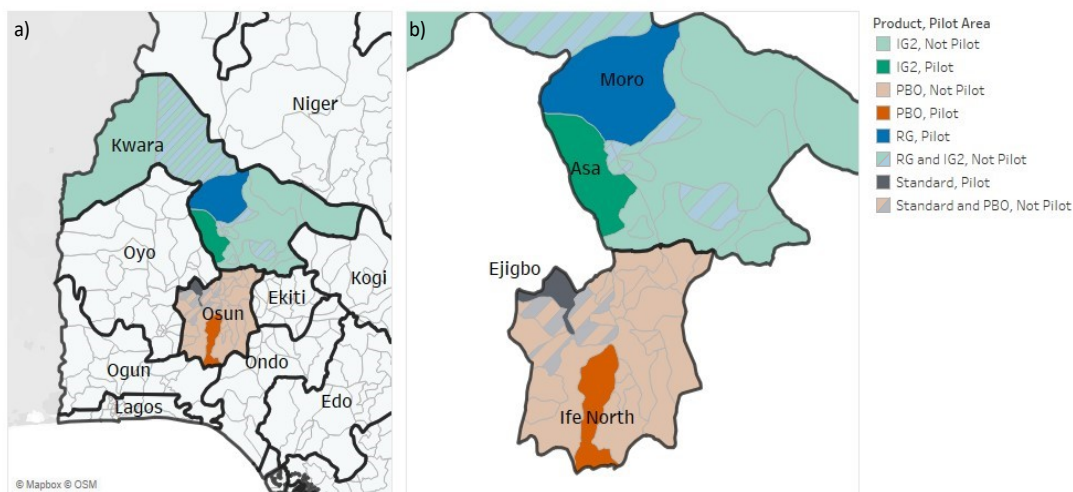 a)
Niger
Kwara
Oyo
Kogi
Ekiti
Osun
Ogun
Ondo
Lagos
Edo
© Mapbox © OSM
b)
Moro
Asa
Ejigbo
Ife North
Product, Pilot Area
IG2, Not Pilot
IG2, Pilot
PBO, Not Pilot
PBO, Pilot
RG, Pilot
RG and IG2, Not Pilot
Standard, Pilot
Standard and PBO, Not Pilot